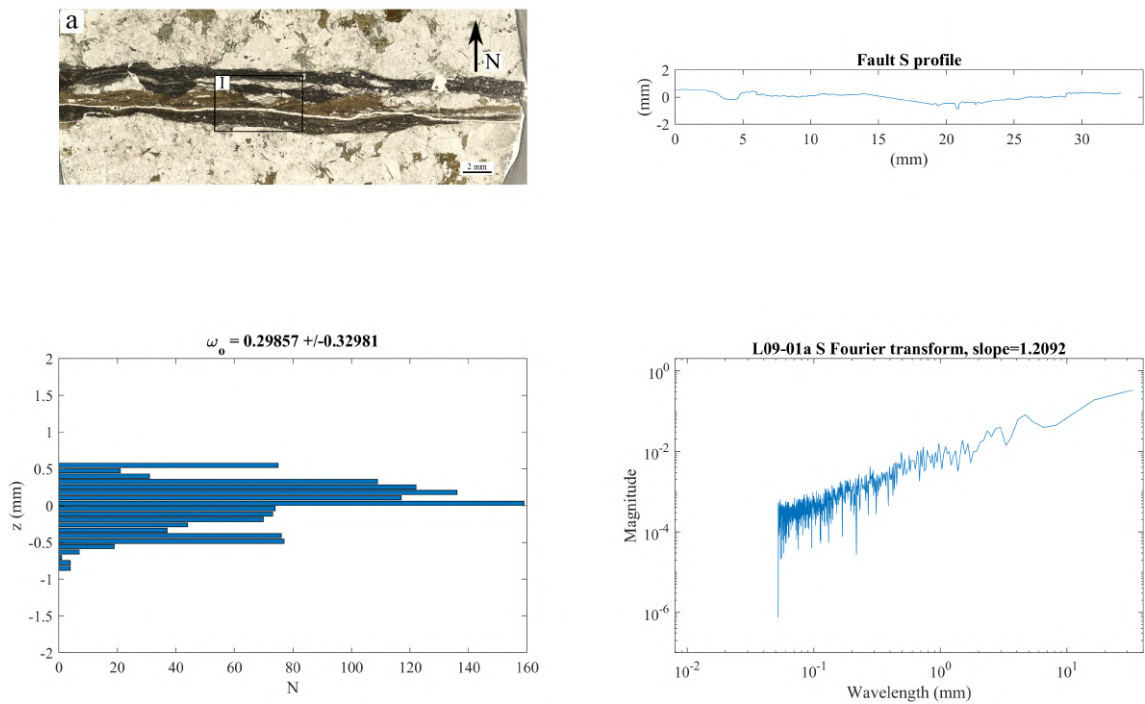 a
N
I
2 mm
Fault S profile
2
0
-2
(mm)
0 5 10 15 20 25 30
(mm)
ω₀ = 0.29857 +/-0.32981
2
1.5
1
0.5
0
-0.5
-1
-1.5
-2
z (mm)
0 20 40 60 80 100 120 140 160
N
L09-01a S Fourier transform, slope=1.2092
10⁰
10⁻²
10⁻⁴
10⁻⁶
Magnitude
10⁻² 10⁻¹ 10⁰ 10¹
Wavelength (mm)